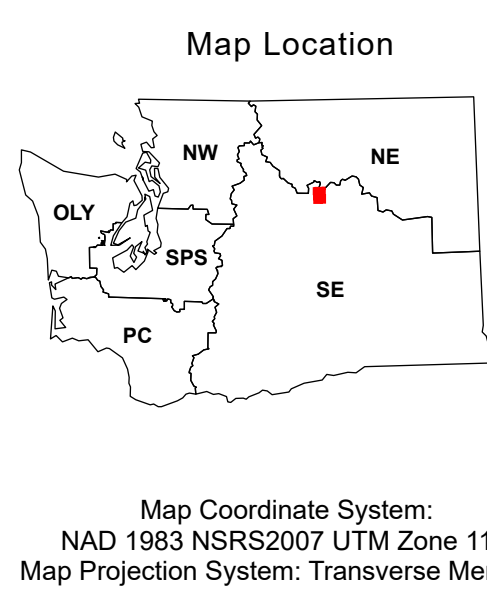 Map Location
NW
NE
OLY
SPS
SE
PC
Map Coordinate System:
NAD 1983 NSRS2007 UTM Zone 11
Map Projection System: Transverse Me